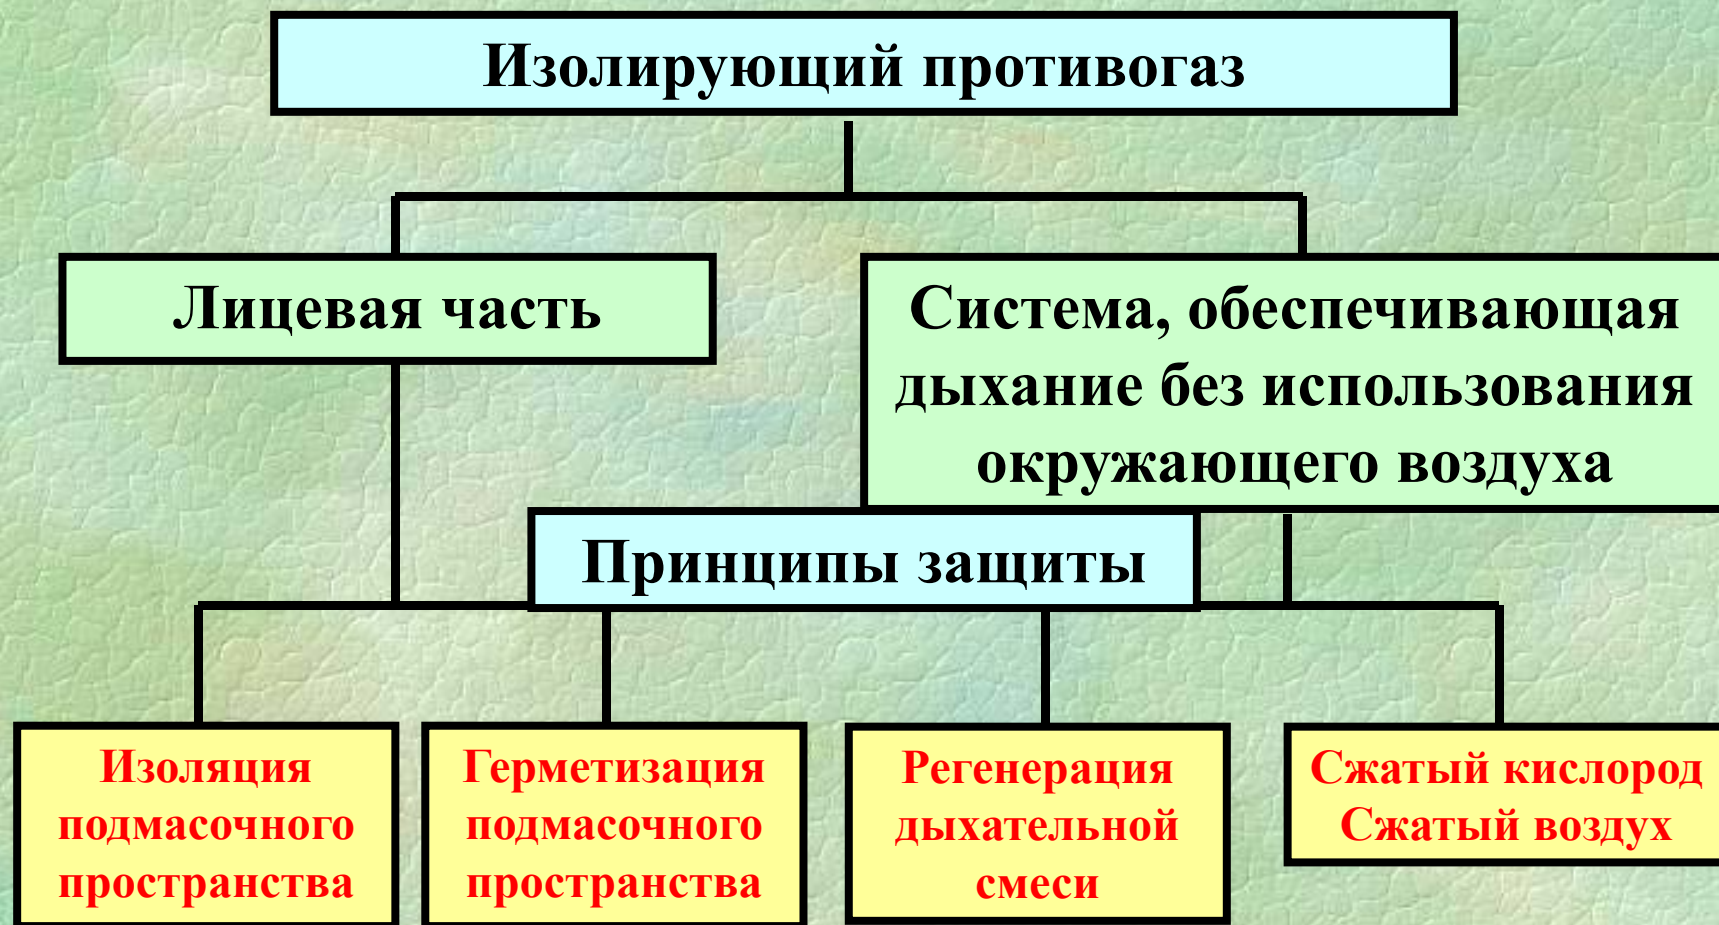 Изолирующий противогаз
Лицевая часть
Система, обеспечивающая
дыхание без использования
окружающего воздуха
Принципы защиты
Изоляция
подмасочного
пространства
Герметизация
подмасочного
пространства
Регенерация
дыхательной
смеси
Сжатый кислород
Сжатый воздух